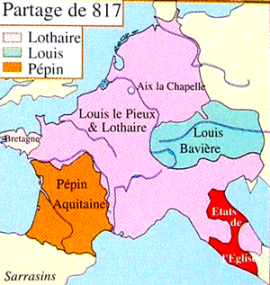 Partage de 817
Lothaire
Louis
Pépin
Aix la Chapelle
Louis le Pieux
& Lothaire
Bretagne
Louis
Bavière
Pépin
Aquitaine
Etats
de
l'Eglise
Sarrasins